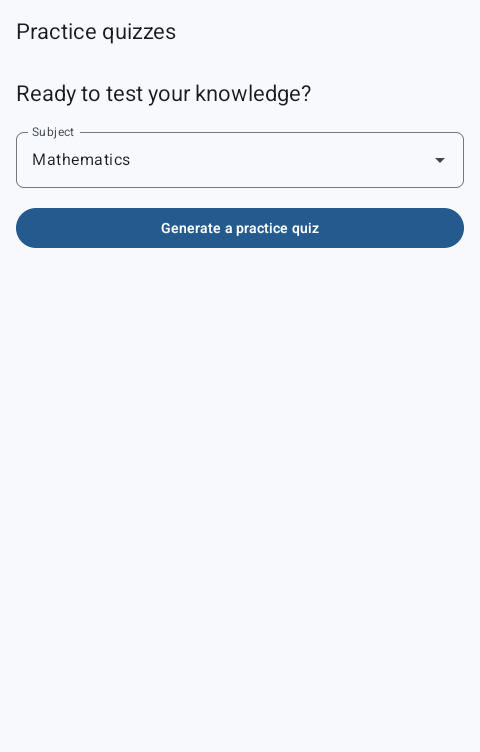 Practice quizzes
Ready to test your knowledge?
Subject
Mathematics
Generate a practice quiz